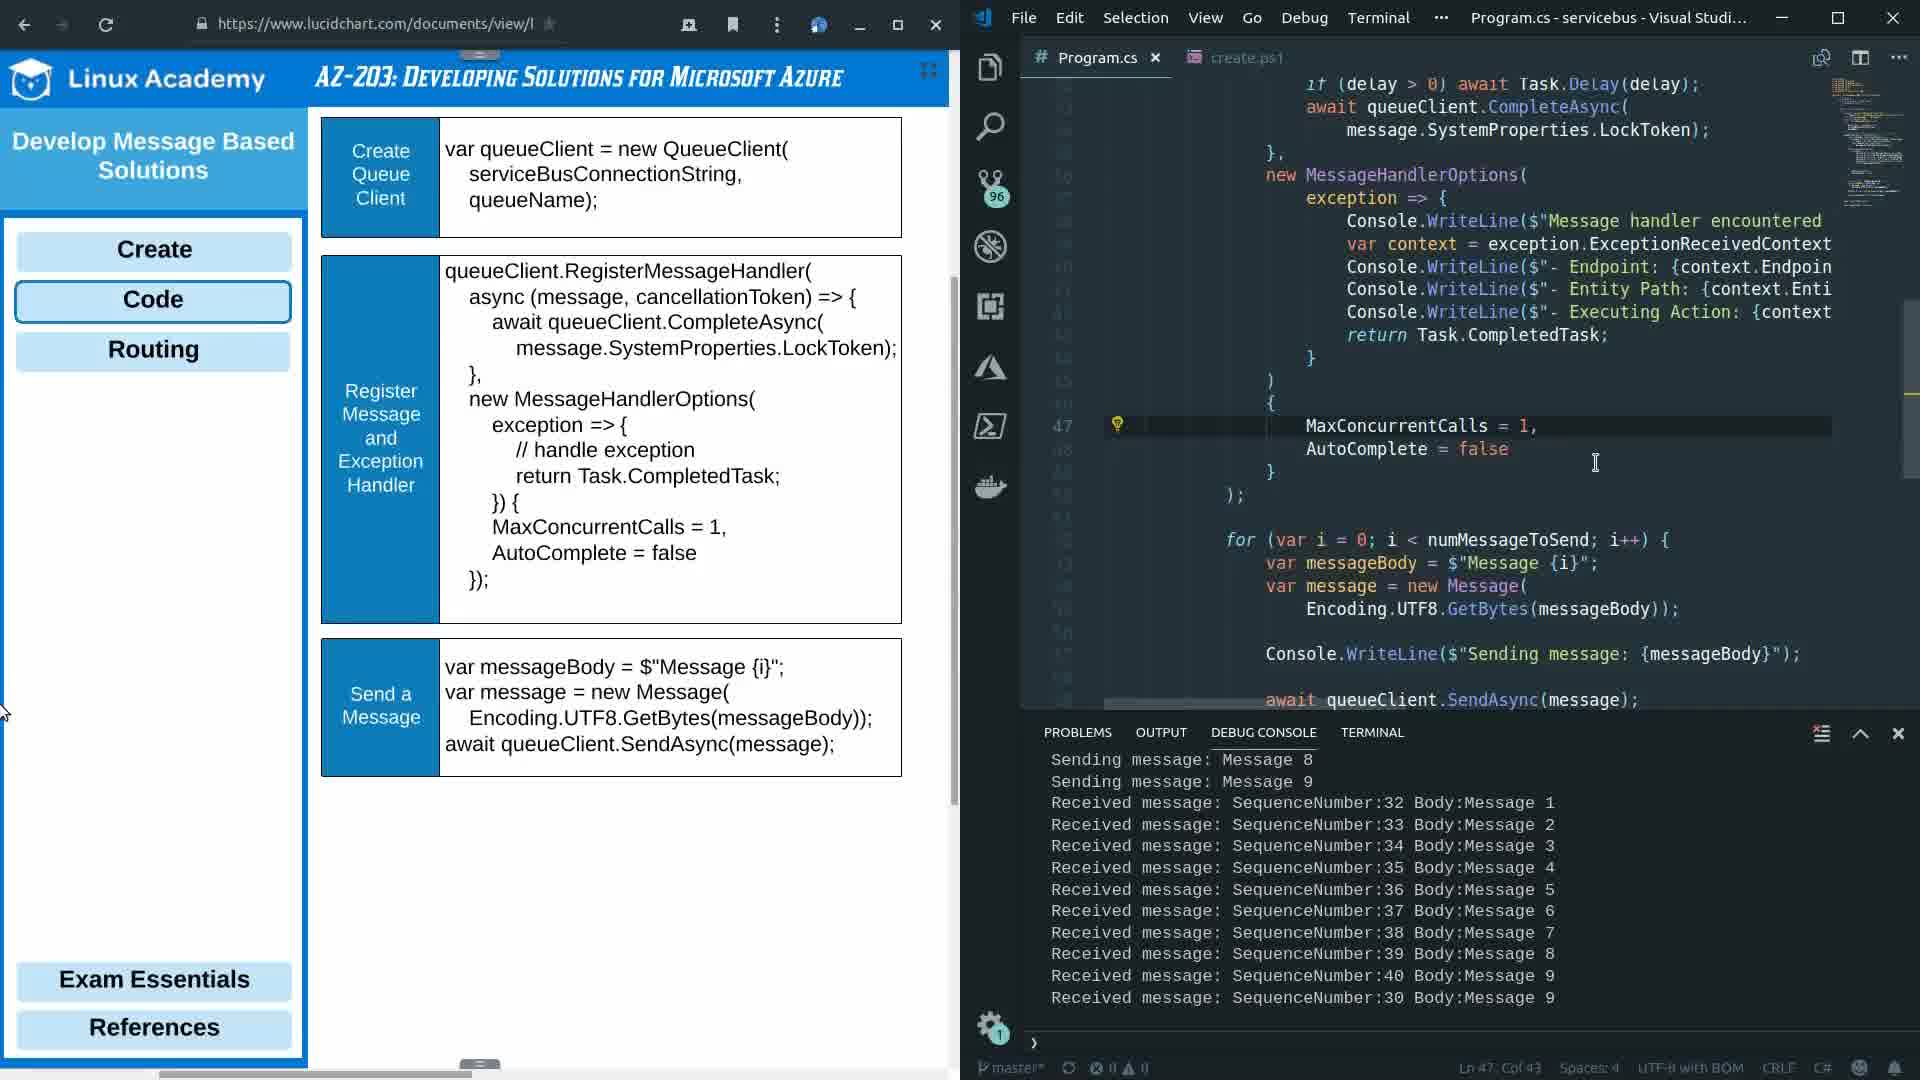 https://www.lucidchart.com/documents/view/l
Linux Academy
AZ-203: Developing Solutions for Microsoft Azure
Develop Message Based
Solutions
Create
Code
Routing
Exam Essentials
References
Create
Queue
Client
var queueClient = new QueueClient(
serviceBusConnectionString,
queueName);
Register
Message
and
Exception
Handler
queueClient.RegisterMessageHandler(
async (message, cancellationToken) => {
await queueClient.CompleteAsync(
message.SystemProperties.LockToken);
},
new MessageHandlerOptions(
exception => {
// handle exception
return Task.CompletedTask;
}) {
MaxConcurrentCalls = 1,
AutoComplete = false
});
Send a
Message
var messageBody = $"Message {i}";
var message = new Message(
Encoding.UTF8.GetBytes(messageBody));
await queueClient.SendAsync(message);
File Edit Selection View Go Debug Terminal ··· Program.cs - servicebus - Visual Studi...
# Program.cs
create.ps1
96
1
if (delay > 0) await Task.Delay(delay);
await queueClient.CompleteAsync(
message.SystemProperties.LockToken);
},
new MessageHandlerOptions(
exception => {
Console.WriteLine($"Message handler encountered
var context = exception.ExceptionReceivedContext
Console.WriteLine($"- Endpoint: {context.Endpoin
Console.WriteLine($"- Entity Path: {context.Enti
Console.WriteLine($"- Executing Action: {context
return Task.CompletedTask;
}
)
{
47 MaxConcurrentCalls = 1,
AutoComplete = false
}
);
for (var i = 0; i < numMessageToSend; i++) {
var messageBody = $"Message {i}";
var message = new Message(
Encoding.UTF8.GetBytes(messageBody));
Console.WriteLine($"Sending message: {messageBody}");
await queueClient.SendAsync(message);
PROBLEMS OUTPUT DEBUG CONSOLE TERMINAL
Sending message: Message 8
Sending message: Message 9
Received message: SequenceNumber:32 Body:Message 1
Received message: SequenceNumber:33 Body:Message 2
Received message: SequenceNumber:34 Body:Message 3
Received message: SequenceNumber:35 Body:Message 4
Received message: SequenceNumber:36 Body:Message 5
Received message: SequenceNumber:37 Body:Message 6
Received message: SequenceNumber:38 Body:Message 7
Received message: SequenceNumber:39 Body:Message 8
Received message: SequenceNumber:40 Body:Message 9
Received message: SequenceNumber:30 Body:Message 9
master* 0 0 Ln 47, Col 43 Spaces: 4 UTF-8 with BOM CRLF C#